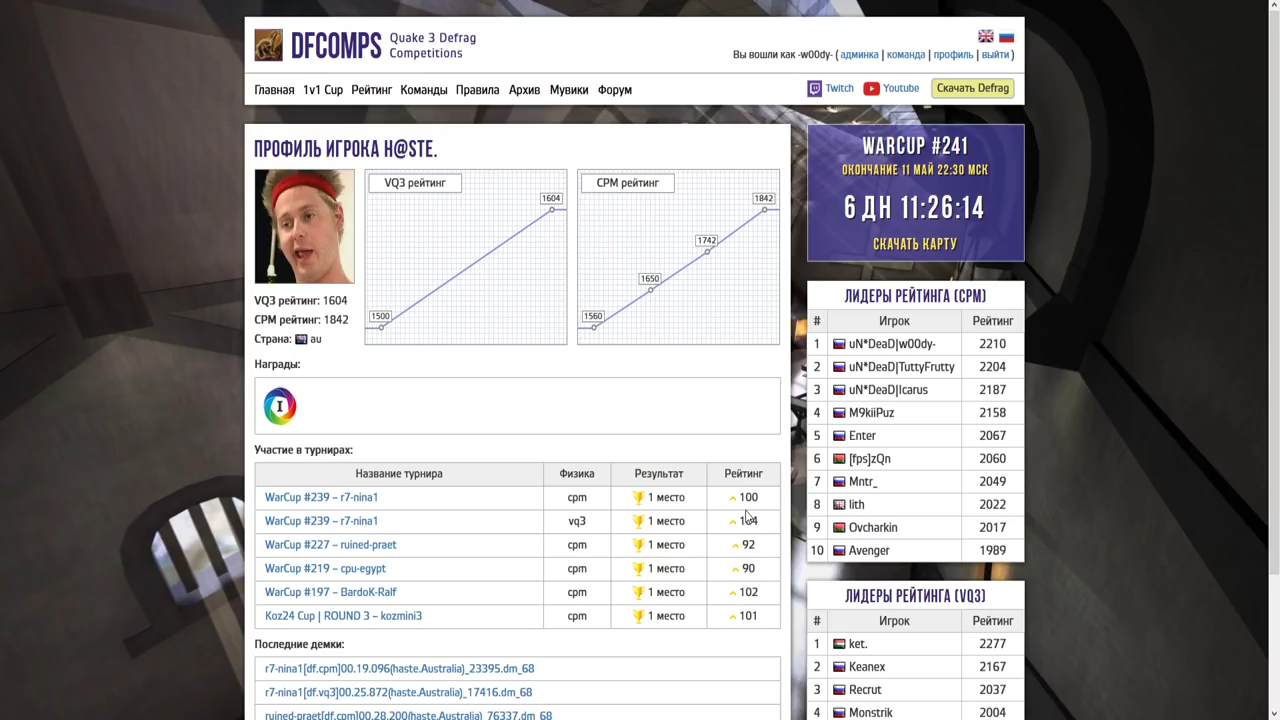 DFCOMPS
Quake 3 Defrag
Competitions
Вы вошли как -w00dy- ( админка | команда | профиль | выйти )
Главная 1v1 Cup Рейтинг Команды Правила Архив Мувики Форум
Twitch Youtube Скачать Defrag
ПРОФИЛЬ ИГРОКА H@STE.
VQ3 рейтинг
1500
1604
CPM рейтинг
1560
1650
1742
1842
VQ3 рейтинг: 1604
CPM рейтинг: 1842
Страна: au
Награды:
I
Участие в турнирах:
Название турнира Физика Результат Рейтинг
WarCup #239 – r7-nina1 cpm 1 место 100
WarCup #239 – r7-nina1 vq3 1 место
WarCup #227 – ruined-praet cpm 1 место 92
WarCup #219 – cpu-egypt cpm 1 место 90
WarCup #197 – BardoK-Ralf cpm 1 место 102
Koz24 Cup | ROUND 3 – kozmini3 cpm 1 место 101
Последние демки:
r7-nina1[df.cpm]00.19.096(haste.Australia)_23395.dm_68
r7-nina1[df.vq3]00.25.872(haste.Australia)_17416.dm_68
ruined-praet[df.cpm]00.28.200(haste.Australia)_76337.dm_68
WARCUP #241
ОКОНЧАНИЕ 11 МАЙ 22:30 МСК
6 ДН 11:26:14
СКАЧАТЬ КАРТУ
ЛИДЕРЫ РЕЙТИНГА (CPM)
# Игрок Рейтинг
1 uN*DeaD|w00dy- 2210
2 uN*DeaD|TuttyFrutty 2204
3 uN*DeaD|Icarus 2187
4 M9kiiPuz 2158
5 Enter 2067
6 [fps]zQn 2060
7 Mntr_ 2049
8 lith 2022
9 Ovcharkin 2017
10 Avenger 1989
ЛИДЕРЫ РЕЙТИНГА (VQ3)
# Игрок Рейтинг
1 ket. 2277
2 Keanex 2167
3 Recrut 2037
4 Monstrik 2004